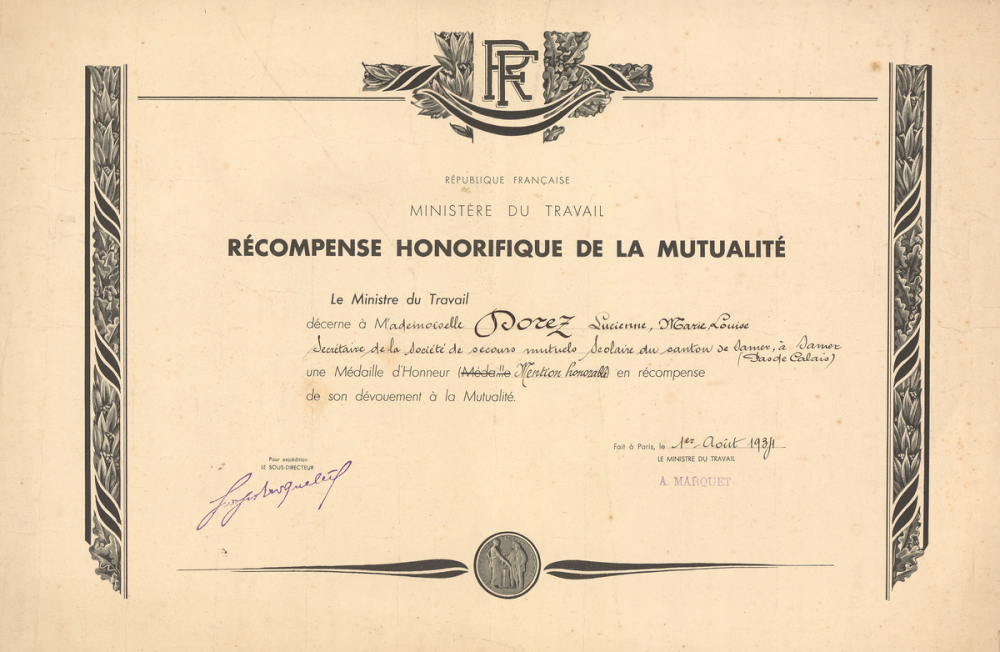 RF
RÉPUBLIQUE FRANÇAISE
MINISTÈRE DU TRAVAIL
RÉCOMPENSE HONORIFIQUE DE LA MUTUALITÉ
Le Ministre du Travail
décerne à Mademoiselle Dorez Lucienne, Marie Louise
Secrétaire de la Société de secours mutuels Scolaire du canton de Samer, à Samer
(Pas de Calais)
une Médaille d'Honneur (Médaille Mention honorable) en récompense
de son dévouement à la Mutualité.
Fait à Paris, le 1er Août 1934
LE MINISTRE DU TRAVAIL
A. MARQUET
Pour expédition
LE SOUS-DIRECTEUR